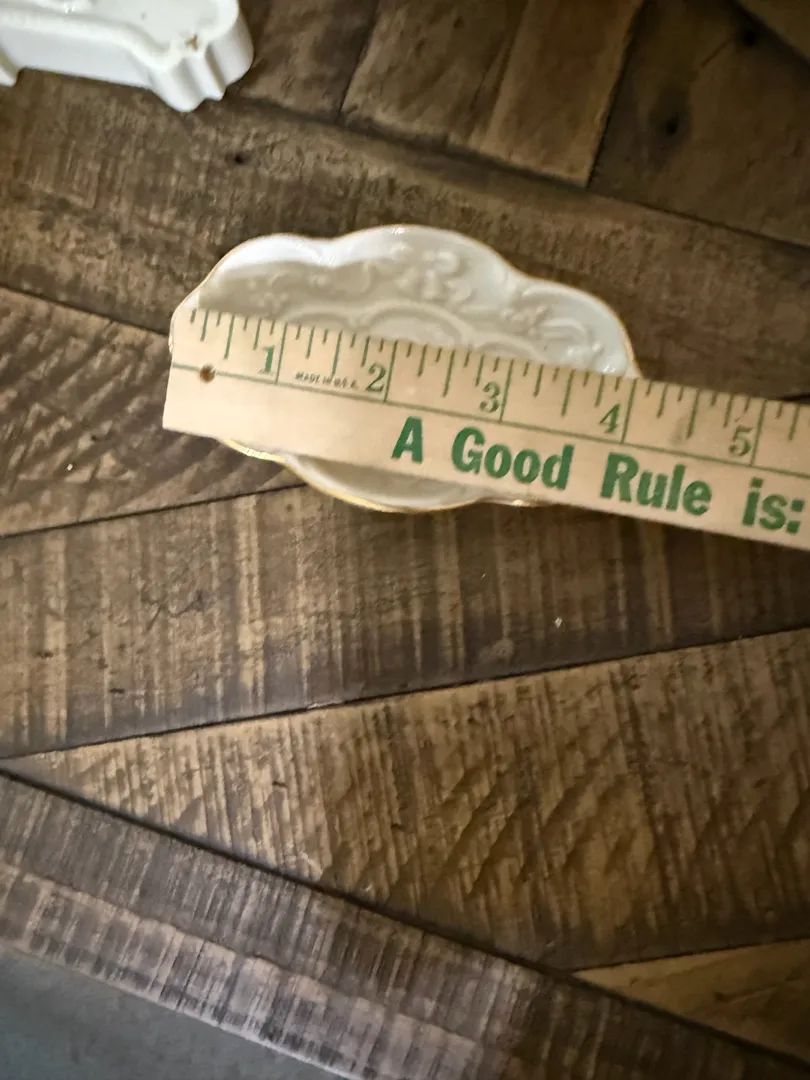 1 2 3 4 5
MADE IN U.S.A.
A Good Rule is: